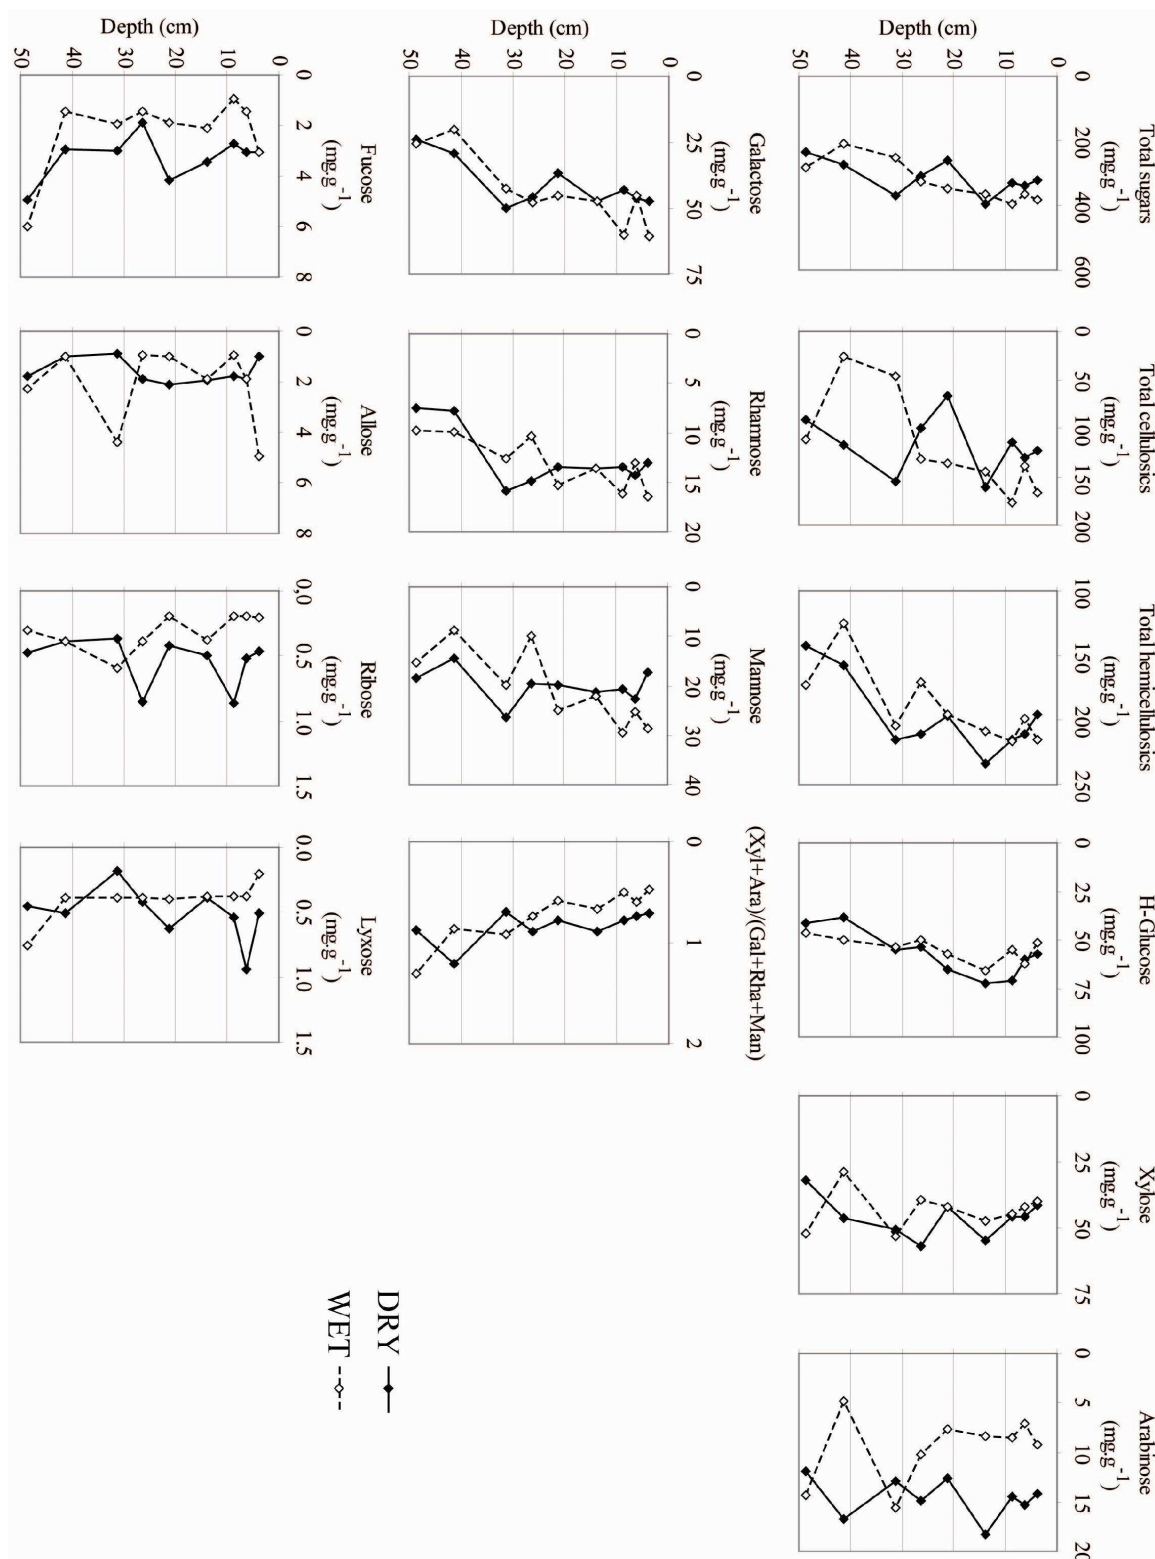 Total sugars Total cellulosics Total hemicellulosics H-Glucose Xylose Arabinose
(mg.g-1) (mg.g-1) (mg.g-1) (mg.g-1) (mg.g-1) (mg.g-1)
0 200 400 600 0 50 100 150 200 100 150 200 250 0 25 50 75 100 0 25 50 75 0 5 10 15 20
Depth (cm)
10
20
30
40
50
Galactose Rhamnose Mannose (Xyl+Ara)/(Gal+Rha+Man)
(mg.g-1) (mg.g-1) (mg.g-1)
0 25 50 75 0 5 10 15 20 0 10 20 30 40 0 1 2
Depth (cm)
10
20
30
40
50
DRY
WET
Fucose Allose Ribose Lyxose
(mg.g-1) (mg.g-1) (mg.g-1) (mg.g-1)
0 2 4 6 8 0 2 4 6 8 0,0 0.5 1.0 1.5 0.0 0.5 1.0 1.5
Depth (cm)
10
20
30
40
50